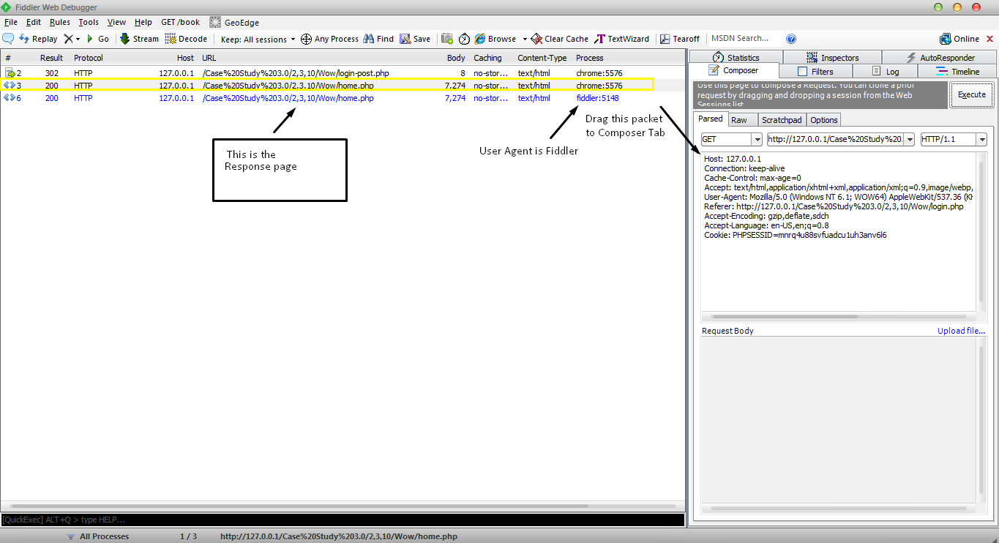 Fiddler Web Debugger
File Edit Rules Tools View Help GET /book GeoEdge
Replay Go Stream Decode Keep: All sessions Any Process Find Save Browse Clear Cache TextWizard Tearoff MSDN Search... Online
# Result Protocol Host URL Body Caching Content-Type Process
2 302 HTTP 127.0.0.1 /Case%20Study%203.0/2,3,10/Wow/login-post.php 8 no-stor... text/html chrome:5576
3 200 HTTP 127.0.0.1 /Case%20Study%203.0/2,3,10/Wow/home.php 7,274 no-stor... text/html chrome:5576
6 200 HTTP 127.0.0.1 /Case%20Study%203.0/2,3,10/Wow/home.php 7,274 no-stor... text/html fiddler:5148
This is the
Response page
User Agent is Fiddler
Drag this packet
to Composer Tab
Statistics Inspectors AutoResponder
Composer Filters Log Timeline
Use this page to compose a Request. You can clone a prior
request by dragging and dropping a session from the Web
Sessions list.
Execute
Parsed Raw Scratchpad Options
GET http://127.0.0.1/Case%20Study%20 HTTP/1.1
Host: 127.0.0.1
Connection: keep-alive
Cache-Control: max-age=0
Accept: text/html,application/xhtml+xml,application/xml;q=0.9,image/webp,
User-Agent: Mozilla/5.0 (Windows NT 6.1; WOW64) AppleWebKit/537.36 (KH
Referer: http://127.0.0.1/Case%20Study%203.0/2,3,10/Wow/login.php
Accept-Encoding: gzip,deflate,sdch
Accept-Language: en-US,en;q=0.8
Cookie: PHPSESSID=mnrq4u88svfuadcu1uh3anv6l6
Request Body Upload file...
[QuickExec] ALT+Q > type HELP...
All Processes 1 / 3 http://127.0.0.1/Case%20Study%203.0/2,3,10/Wow/home.php